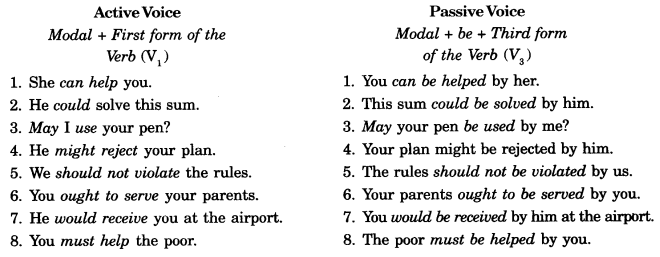 Active Voice
Modal + First form of the
Verb (V1)
1. She can help you.
2. He could solve this sum.
3. May I use your pen?
4. He might reject your plan.
5. We should not violate the rules.
6. You ought to serve your parents.
7. He would receive you at the airport.
8. You must help the poor.
Passive Voice
Modal + be + Third form
of the Verb (V3)
1. You can be helped by her.
2. This sum could be solved by him.
3. May your pen be used by me?
4. Your plan might be rejected by him.
5. The rules should not be violated by us.
6. Your parents ought to be served by you.
7. You would be received by him at the airport.
8. The poor must be helped by you.